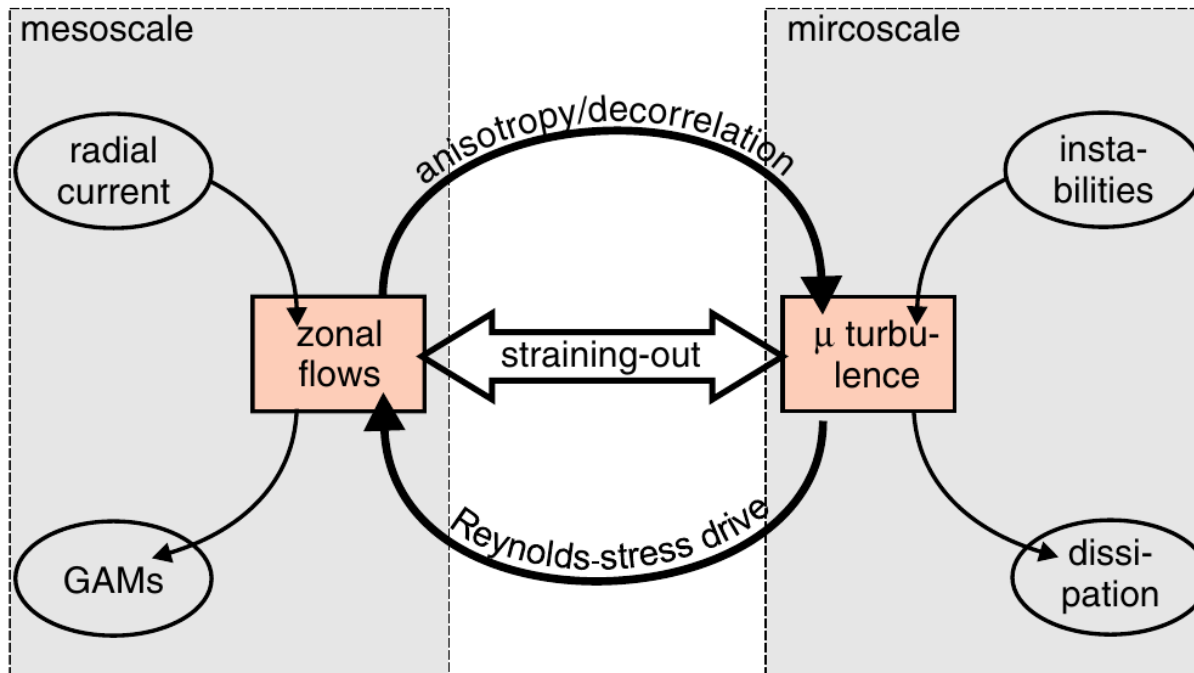 mesoscale
mircoscale
anisotropy/decorrelation
radial
current
insta-
bilities
zonal
flows
straining-out
μ turbu-
lence
Reynolds-stress drive
GAMs
dissi-
pation